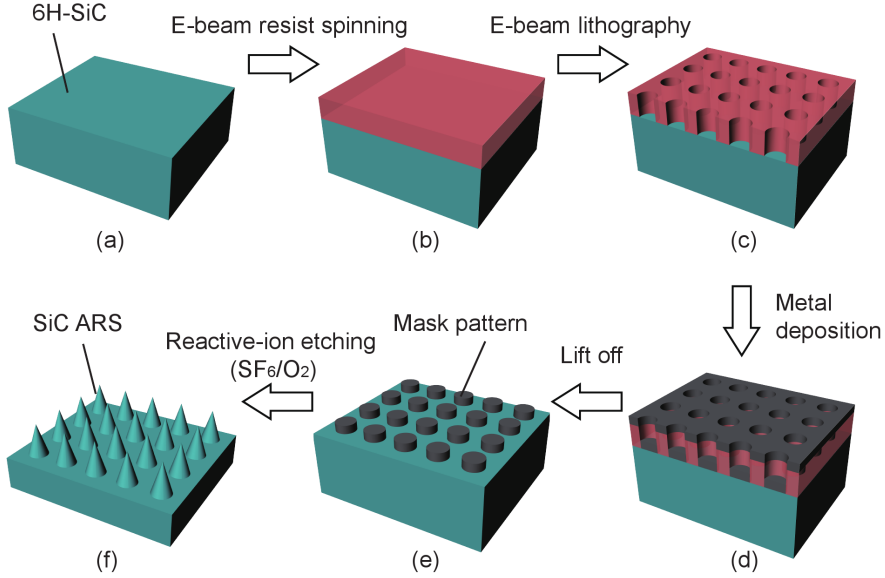 6H-SiC
E-beam resist spinning
E-beam lithography
(a)
(b)
(c)
Metal
deposition
SiC ARS
Reactive-ion etching
(SF₆/O₂)
Mask pattern
Lift off
(f)
(e)
(d)